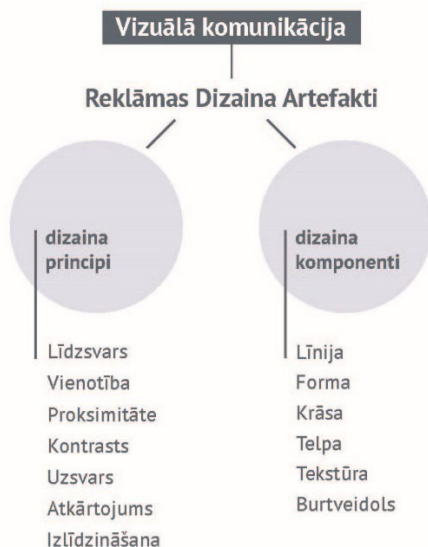 Vizuālā komunikācija
Reklāmas Dizaina Artefakti
dizaina
principi
Līdzsvars
Vienotība
Proksimitāte
Kontrasts
Uzsvars
Atkārtojums
Izlīdzināšana
dizaina
komponenti
Līnija
Forma
Krāsa
Telpa
Tekstūra
Burtveidols